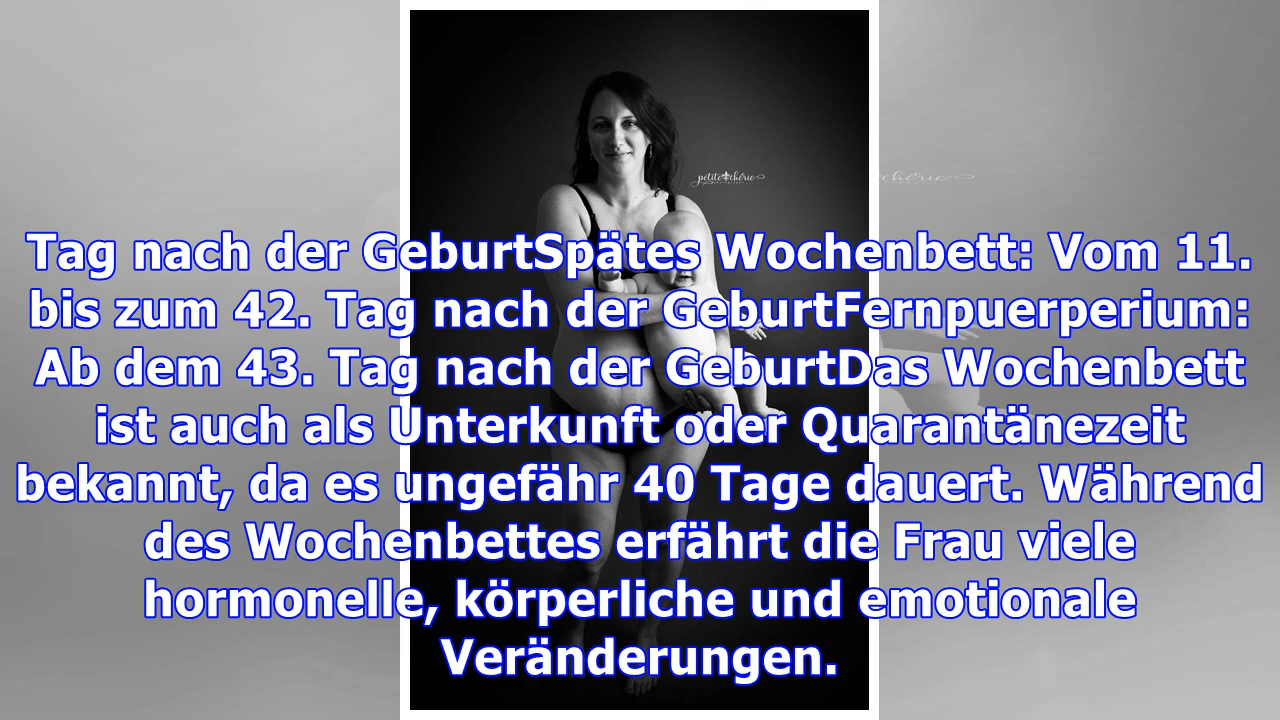 petite chérie
Tag nach der GeburtSpätes Wochenbett: Vom 11.
bis zum 42. Tag nach der GeburtFernpuerperium:
Ab dem 43. Tag nach der GeburtDas Wochenbett
ist auch als Unterkunft oder Quarantänezeit
bekannt, da es ungefähr 40 Tage dauert. Während
des Wochenbettes erfährt die Frau viele
hormonelle, körperliche und emotionale
Veränderungen.